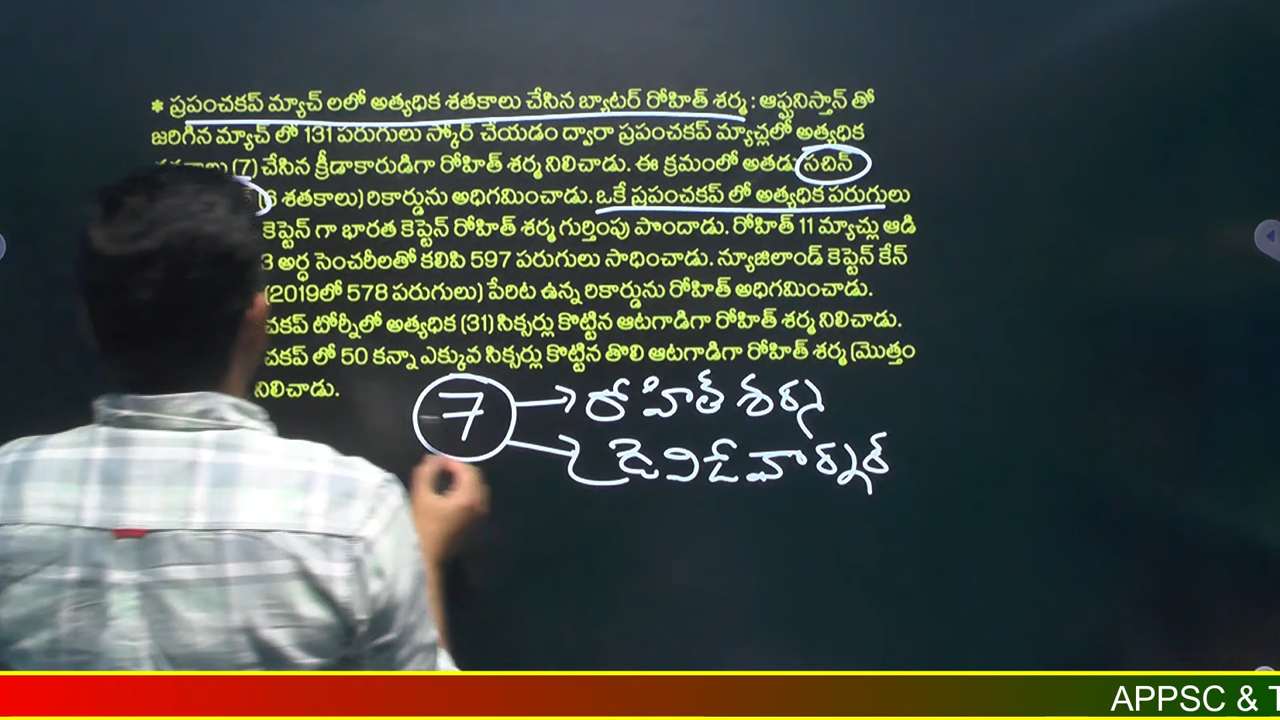 * ప్రపంచకప్ మ్యాచ్ లలో అత్యధిక శతకాలు చేసిన బ్యాటర్ రోహిత్ శర్మ : ఆఫ్ఘనిస్తాన్ తో
జరిగిన మ్యాచ్ లో 131 పరుగులు స్కోర్ చేయడం ద్వారా ప్రపంచకప్ మ్యాచ్లలో అత్యధిక
(7) చేసిన క్రీడాకారుడిగా రోహిత్ శర్మ నిలిచాడు. ఈ క్రమంలో అతడు సచిన్
(6 శతకాలు) రికార్డును అధిగమించాడు. ఒకే ప్రపంచకప్ లో అత్యధిక పరుగులు
కెప్టెన్ గా భారత కెప్టెన్ రోహిత్ శర్మ గుర్తింపు పొందాడు. రోహిత్ 11 మ్యాచ్లు ఆడి
3 అర్ధ సెంచరీలతో కలిపి 597 పరుగులు సాధించాడు. న్యూజిలాండ్ కెప్టెన్ కేన్
(2019లో 578 పరుగులు) పేరిట ఉన్న రికార్డును రోహిత్ అధిగమించాడు.
టోర్నీలో అత్యధిక (31) సిక్సర్లు కొట్టిన ఆటగాడిగా రోహిత్ శర్మ నిలిచాడు.
లో 50 కన్నా ఎక్కువ సిక్సర్లు కొట్టిన తొలి ఆటగాడిగా రోహిత్ శర్మ (మొత్తం
నిలిచాడు.
7 → రోహిత్ శర్మ
డెవిఓ వార్నర్
APPSC &